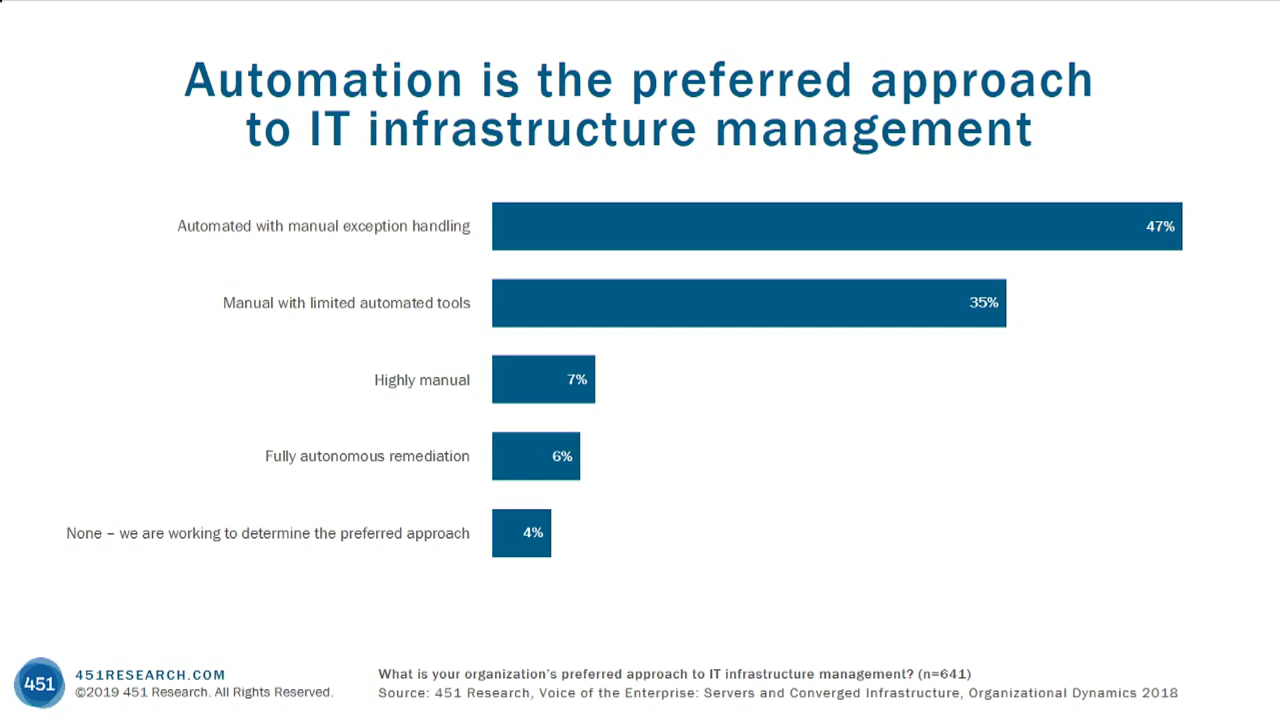 Automation is the preferred approach
to IT infrastructure management
Automated with manual exception handling
47%
Manual with limited automated tools
35%
Highly manual
7%
Fully autonomous remediation
6%
None – we are working to determine the preferred approach
4%
451
451RESEARCH.COM
©2019 451 Research. All Rights Reserved.
What is your organization's preferred approach to IT infrastructure management? (n=641)
Source: 451 Research, Voice of the Enterprise: Servers and Converged Infrastructure, Organizational Dynamics 2018